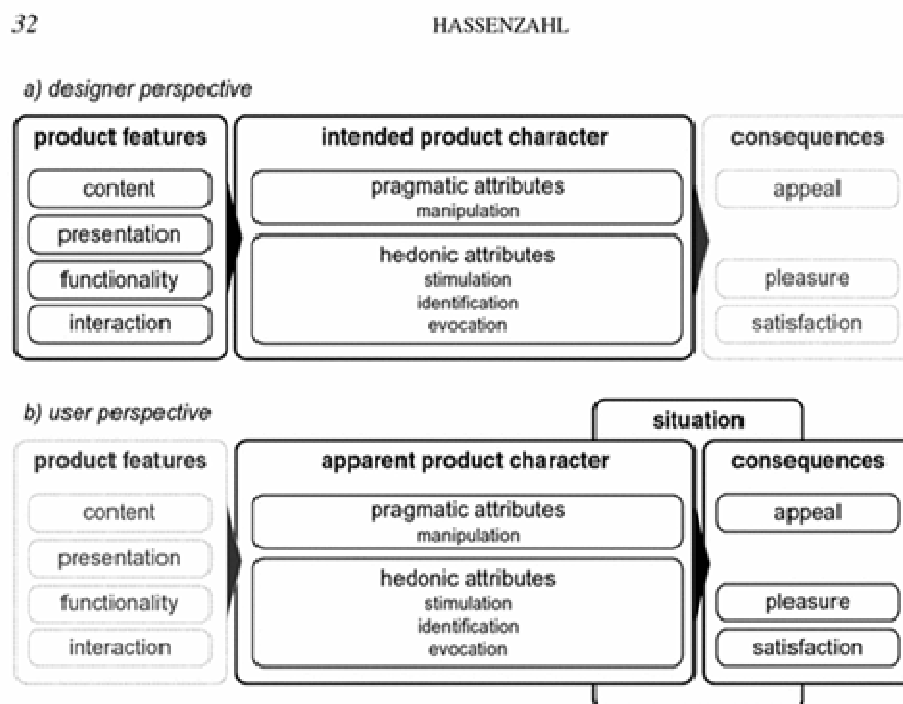 32 HASSENZAHL
a) designer perspective
product features
content
presentation
functionality
interaction
intended product character
pragmatic attributes
manipulation
hedonic attributes
stimulation
identification
evocation
consequences
appeal
pleasure
satisfaction
b) user perspective
situation
product features
content
presentation
functionality
interaction
apparent product character
pragmatic attributes
manipulation
hedonic attributes
stimulation
identification
evocation
consequences
appeal
pleasure
satisfaction